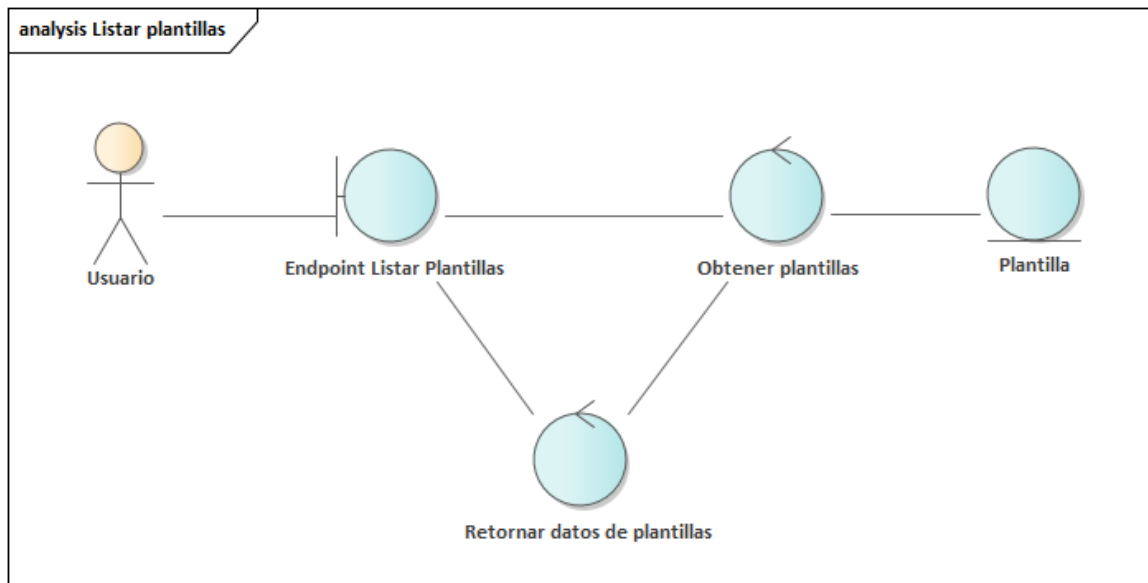 analysis Listar plantillas
Usuario
Endpoint Listar Plantillas
Obtener plantillas
Plantilla
Retornar datos de plantillas